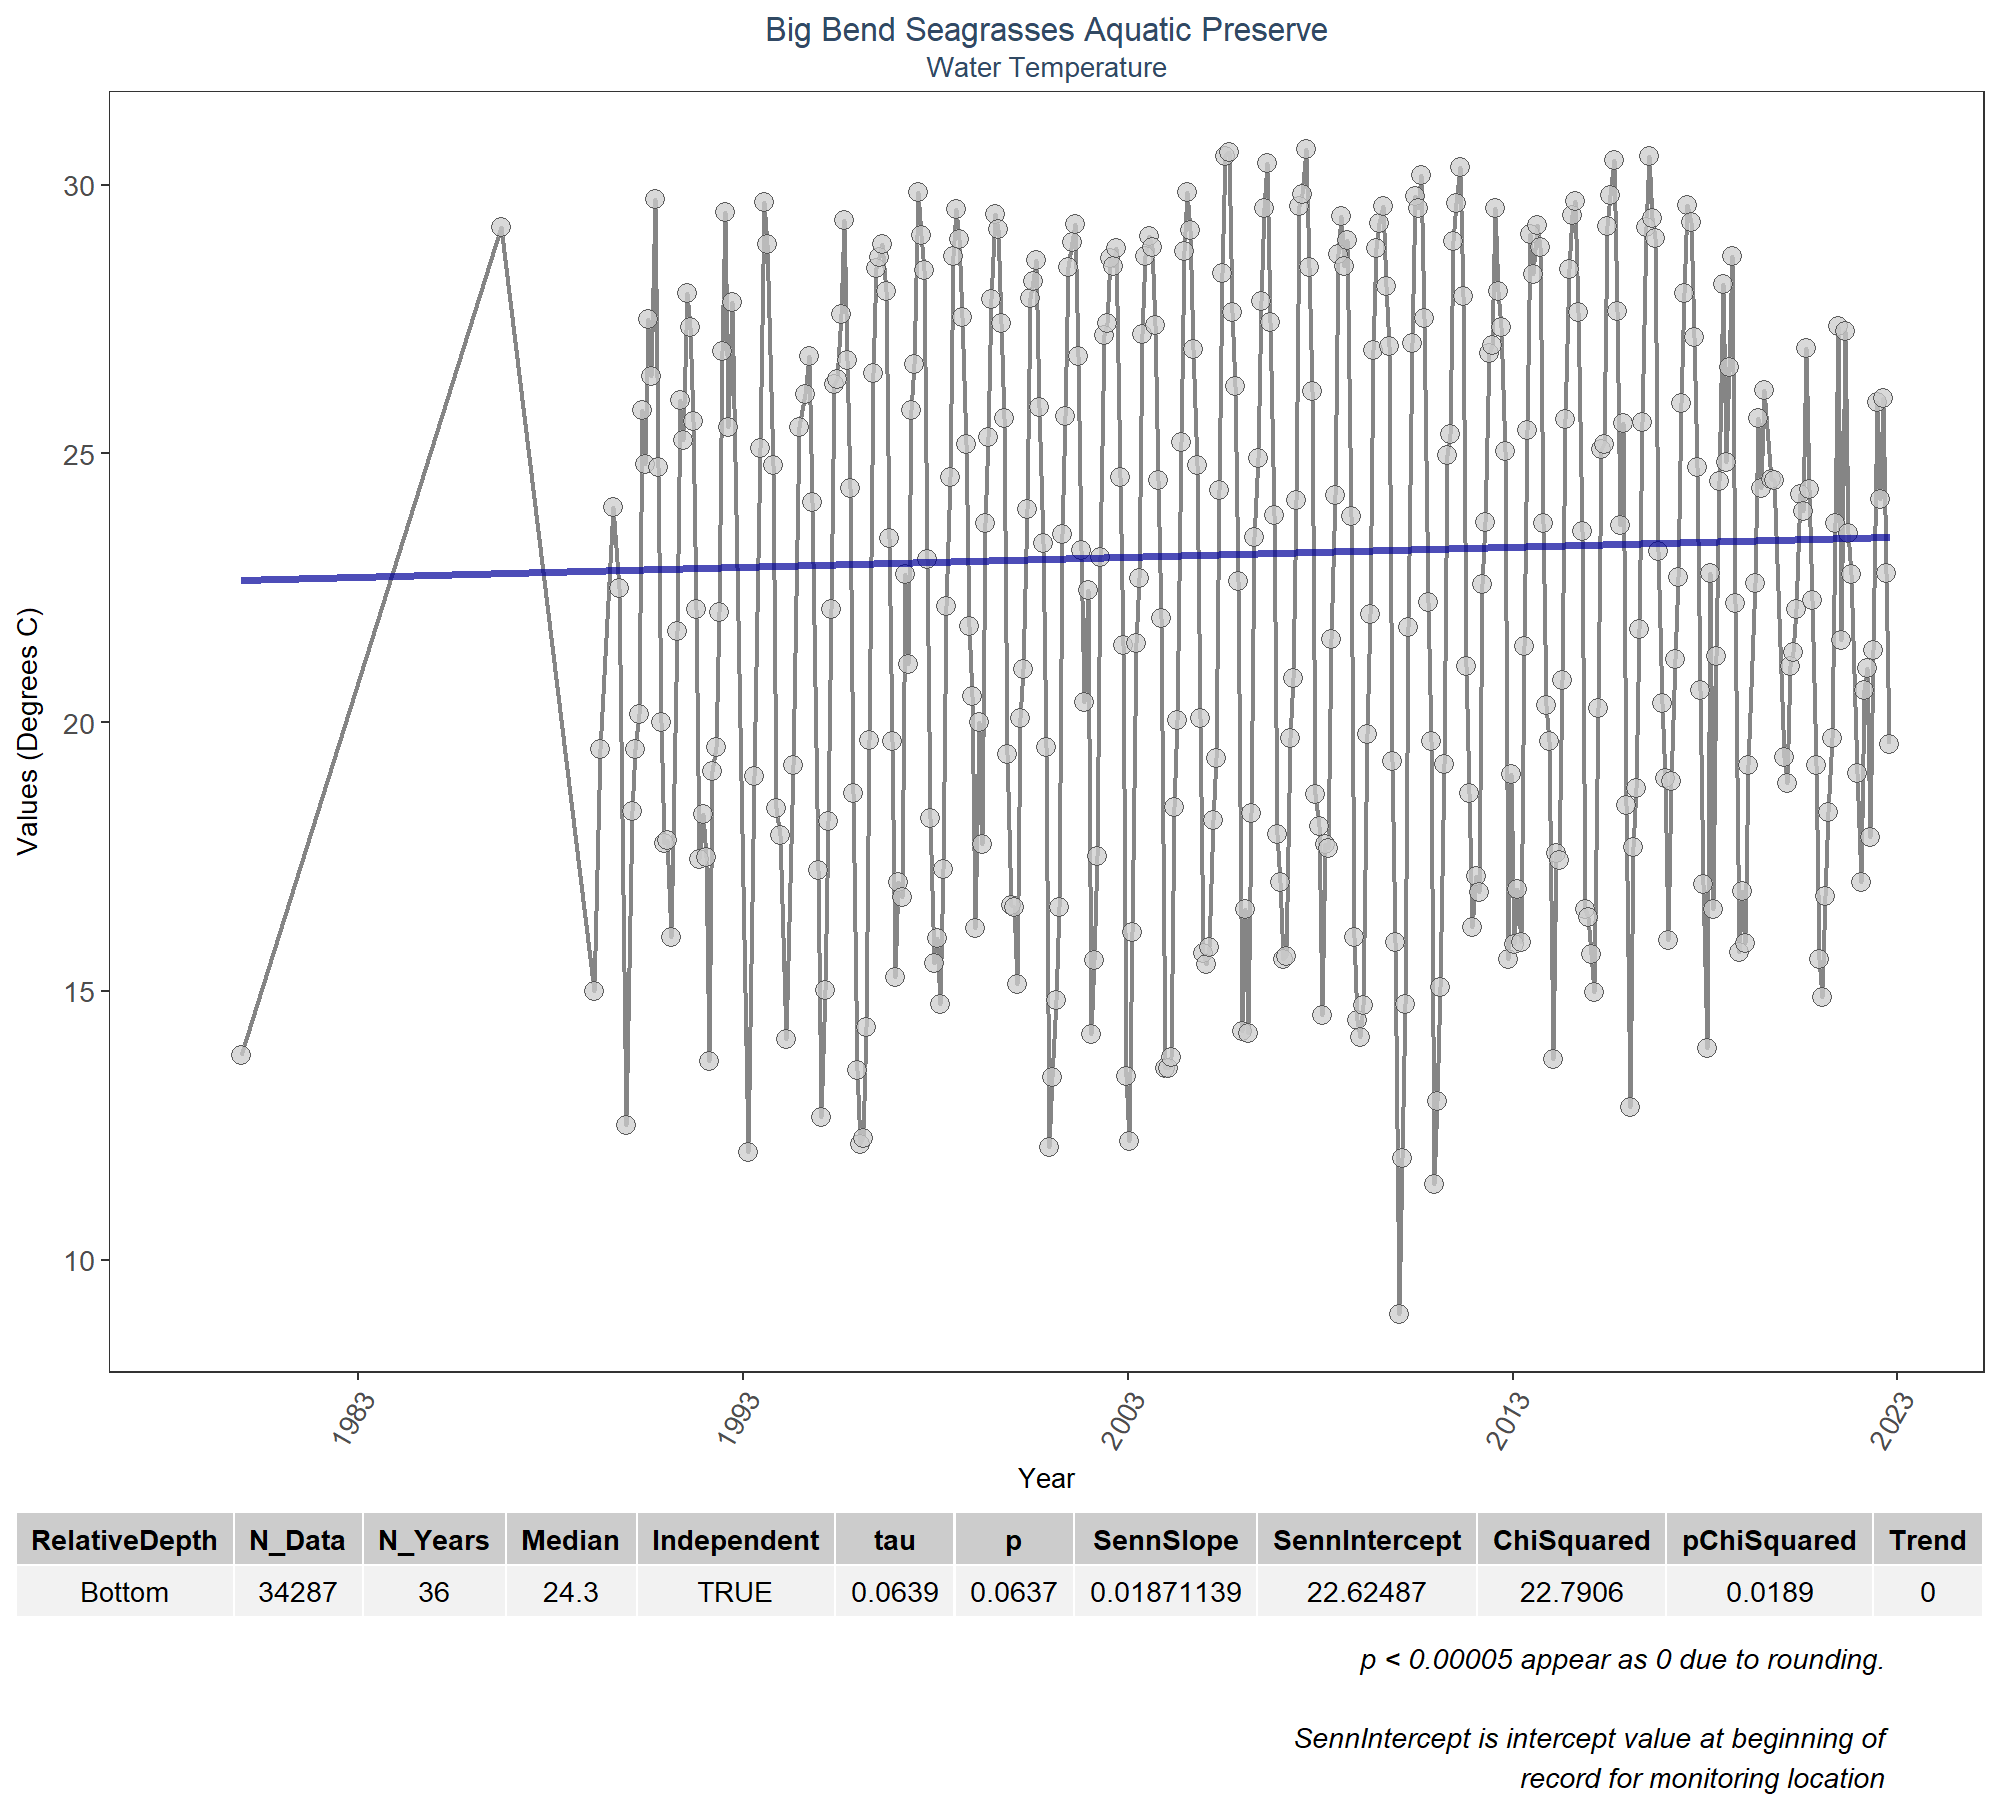 Big Bend Seagrasses Aquatic Preserve
Water Temperature
30
25
20
15
10
Values (Degrees C)
1983
1993
2003
2013
2023
Year
RelativeDepth N_Data N_Years Median Independent tau p SennSlope SennIntercept ChiSquared pChiSquared Trend
Bottom 34287 36 24.3 TRUE 0.0639 0.0637 0.01871139 22.62487 22.7906 0.0189 0
p < 0.00005 appear as 0 due to rounding.
SennIntercept is intercept value at beginning of
record for monitoring location